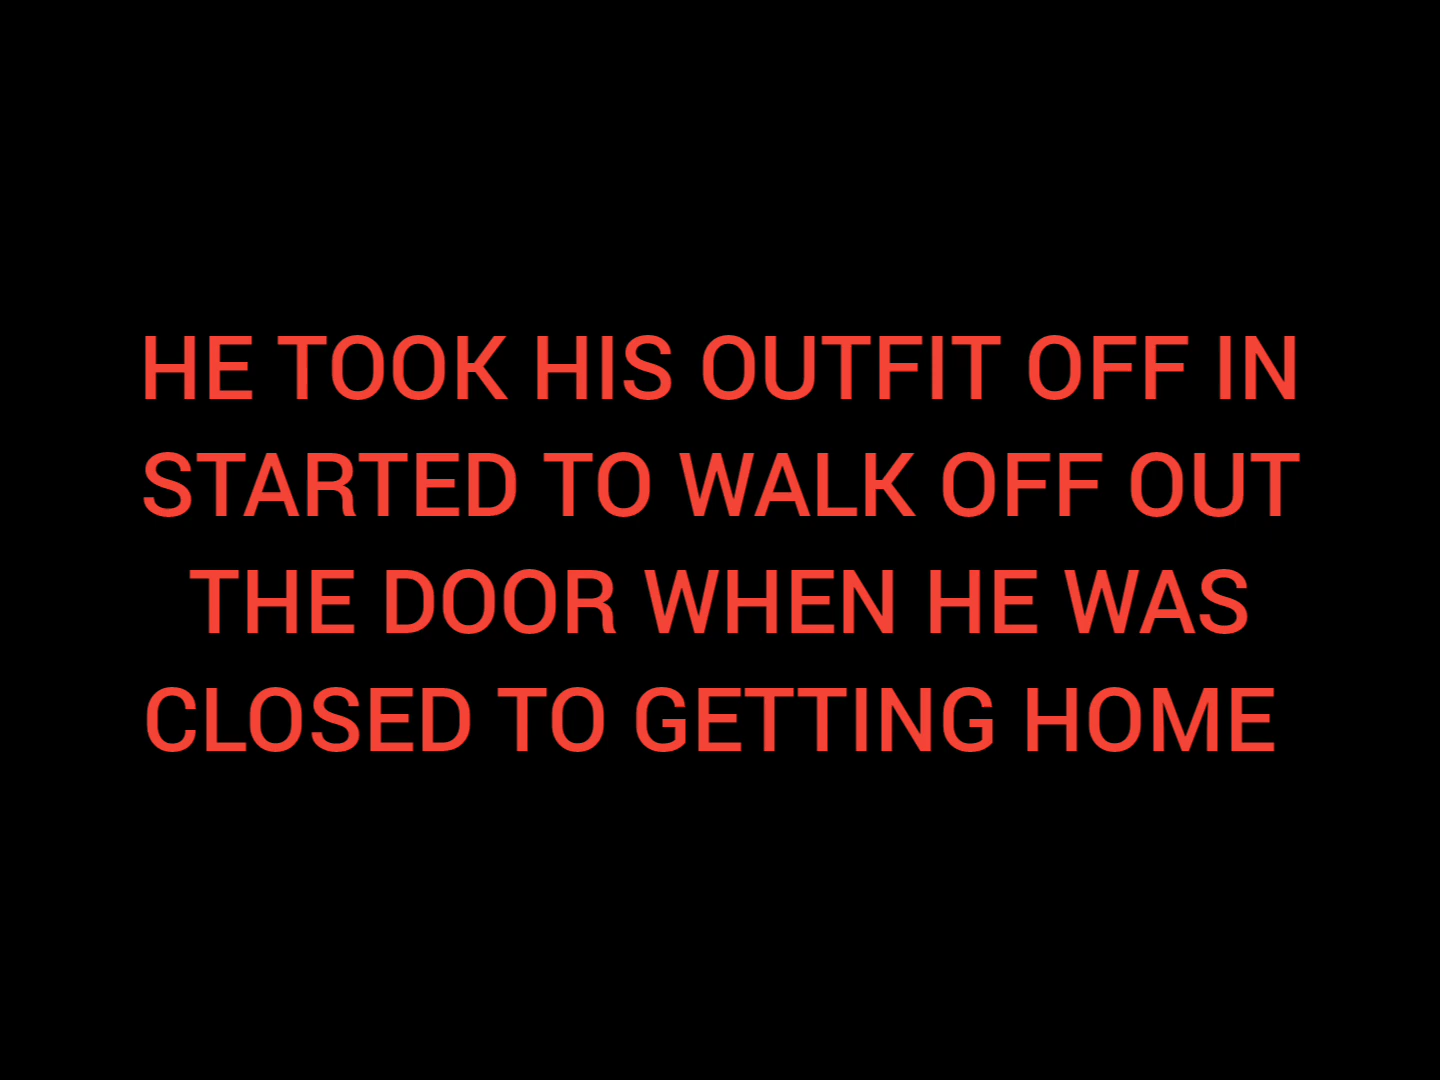 HE TOOK HIS OUTFIT OFF IN
STARTED TO WALK OFF OUT
THE DOOR WHEN HE WAS
CLOSED TO GETTING HOME